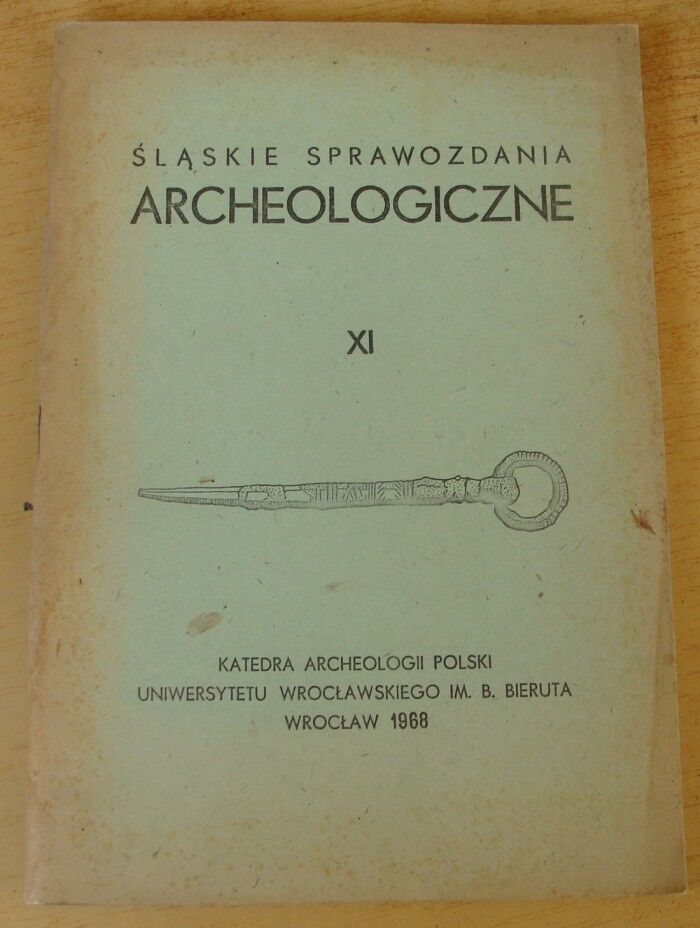 ŚLĄSKIE SPRAWOZDANIA
ARCHEOLOGICZNE
XI
KATEDRA ARCHEOLOGII POLSKI
UNIWERSYTETU WROCŁAWSKIEGO IM. B. BIERUTA
WROCŁAW 1968